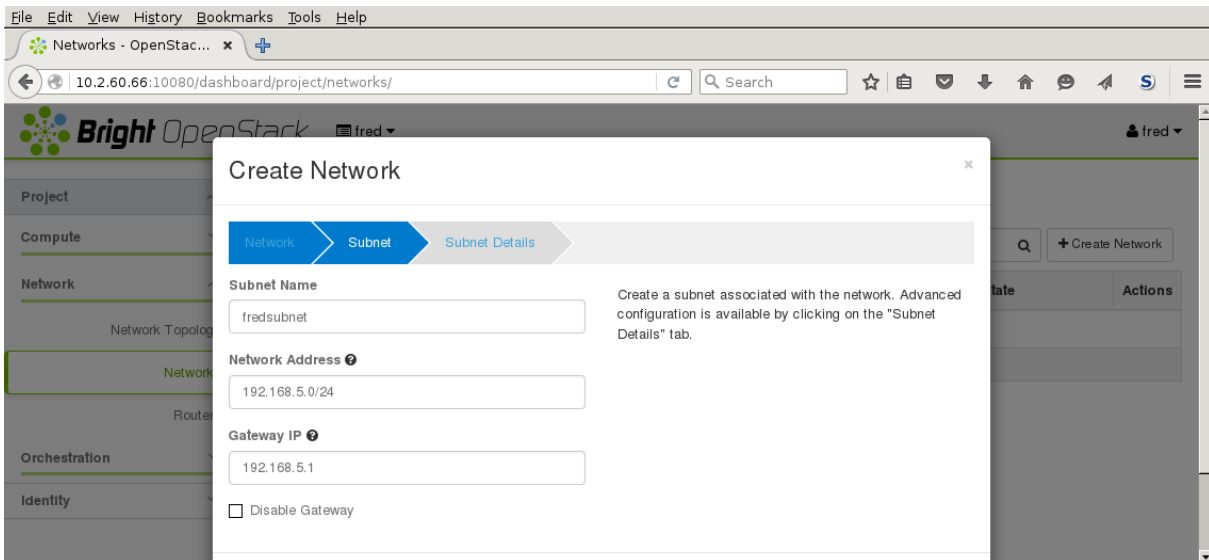 File Edit View History Bookmarks Tools Help
Networks - OpenStac...
10.2.60.66:10080/dashboard/project/networks/
Search
S
Bright OpenStack
fred
fred
Create Network
Project
Compute
Network
Network Topolog
Network
Router
Orchestration
Identity
Network
Subnet
Subnet Details
Subnet Name
fredsubnet
Network Address
192.168.5.0/24
Gateway IP
192.168.5.1
Disable Gateway
Create a subnet associated with the network. Advanced
configuration is available by clicking on the "Subnet
Details" tab.
Create Network
tate
Actions